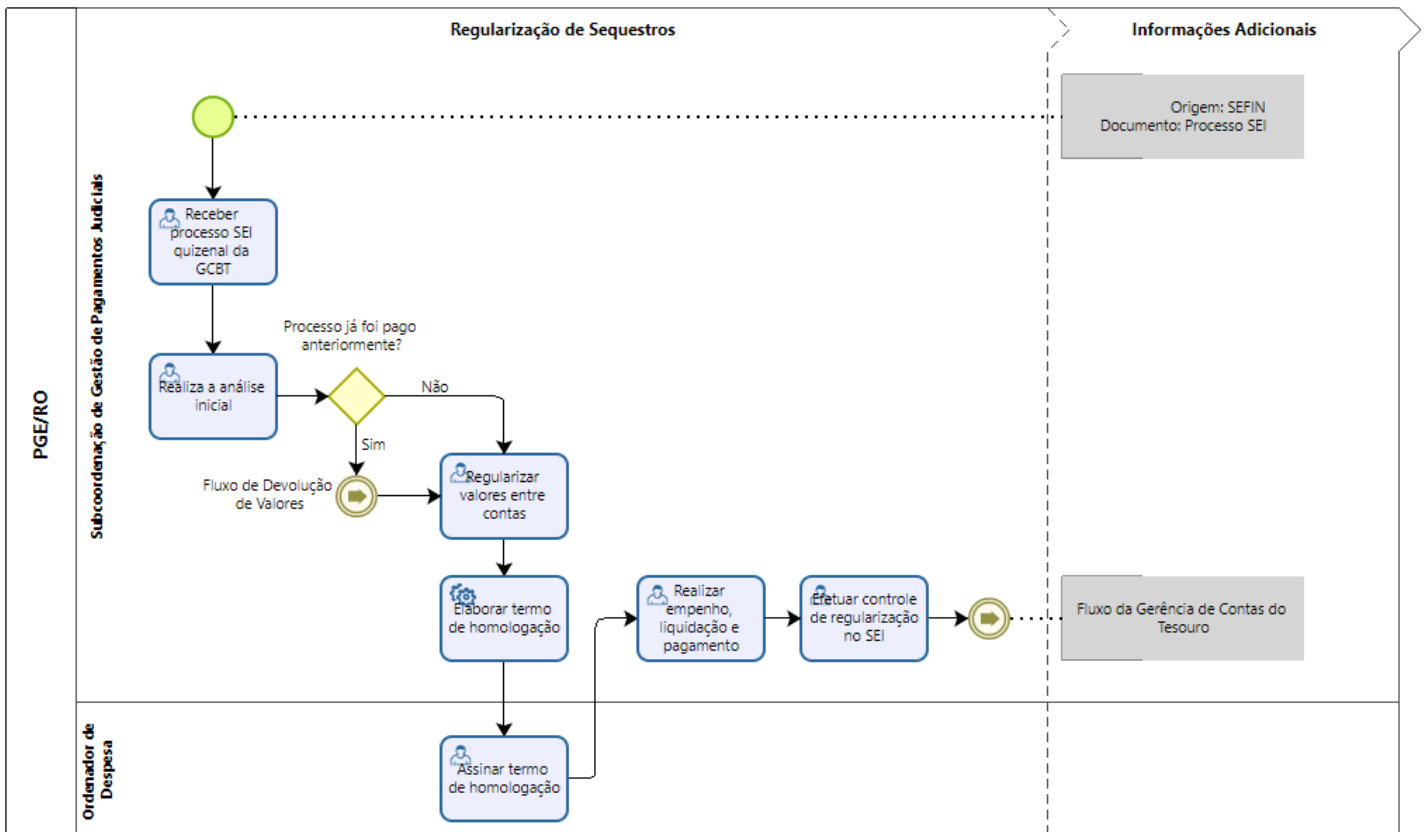 Regularização de Sequestros
Informações Adicionais
PGE/RO
Subcoordenação de Gestão de Pagamentos Judiciais
Origem: SEFIN
Documento: Processo SEI
Receber
processo SEI
quizenal da
GCBT
Processo já foi pago
anteriormente?
Realiza a análise
inicial
Não
Sim
Fluxo de Devolução
de Valores
Regularizar
valores entre
contas
Elaborar termo
de homologação
Realizar
empenho,
liquidação e
pagamento
Efetuar controle
de regularização
no SEI
Fluxo da Gerência de Contas do
Tesouro
Ordenador de
Despesa
Assinar termo
de homologação